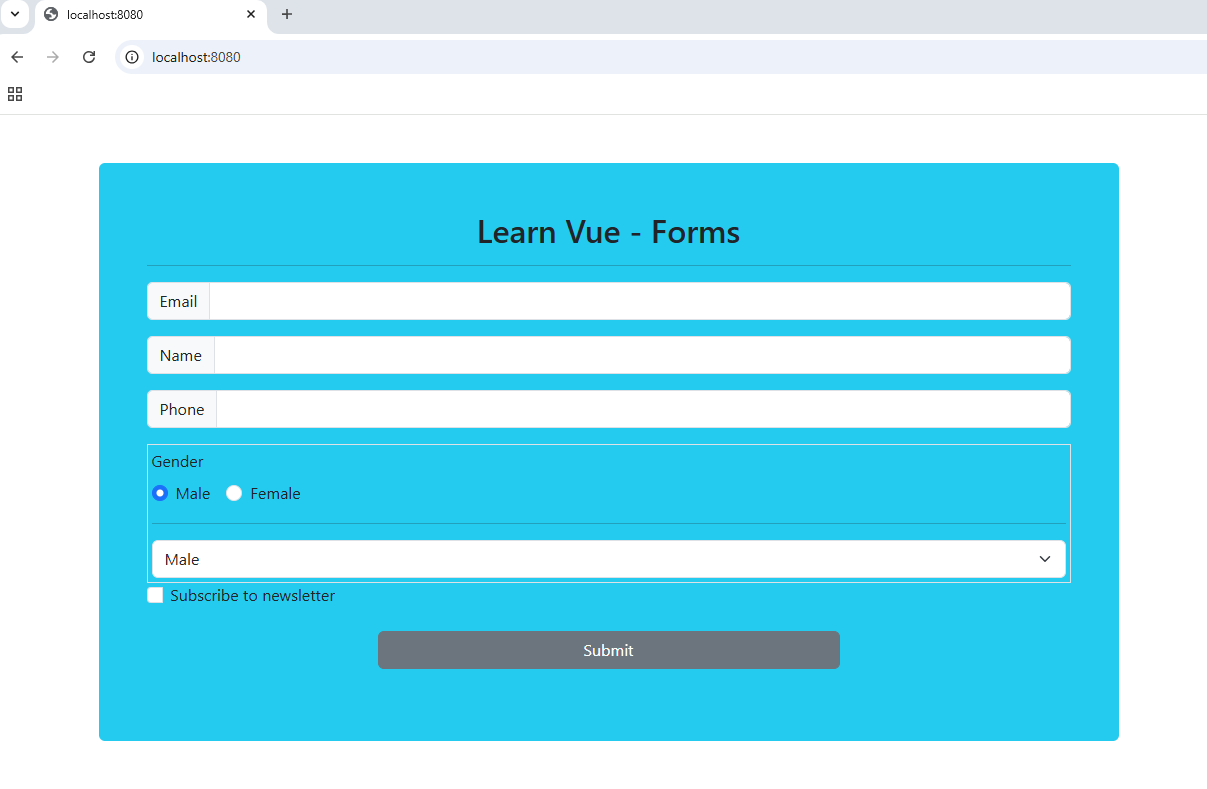 localhost:8080
localhost:8080
Learn Vue - Forms
Email
Name
Phone
Gender
Male Female
Male
Subscribe to newsletter
Submit